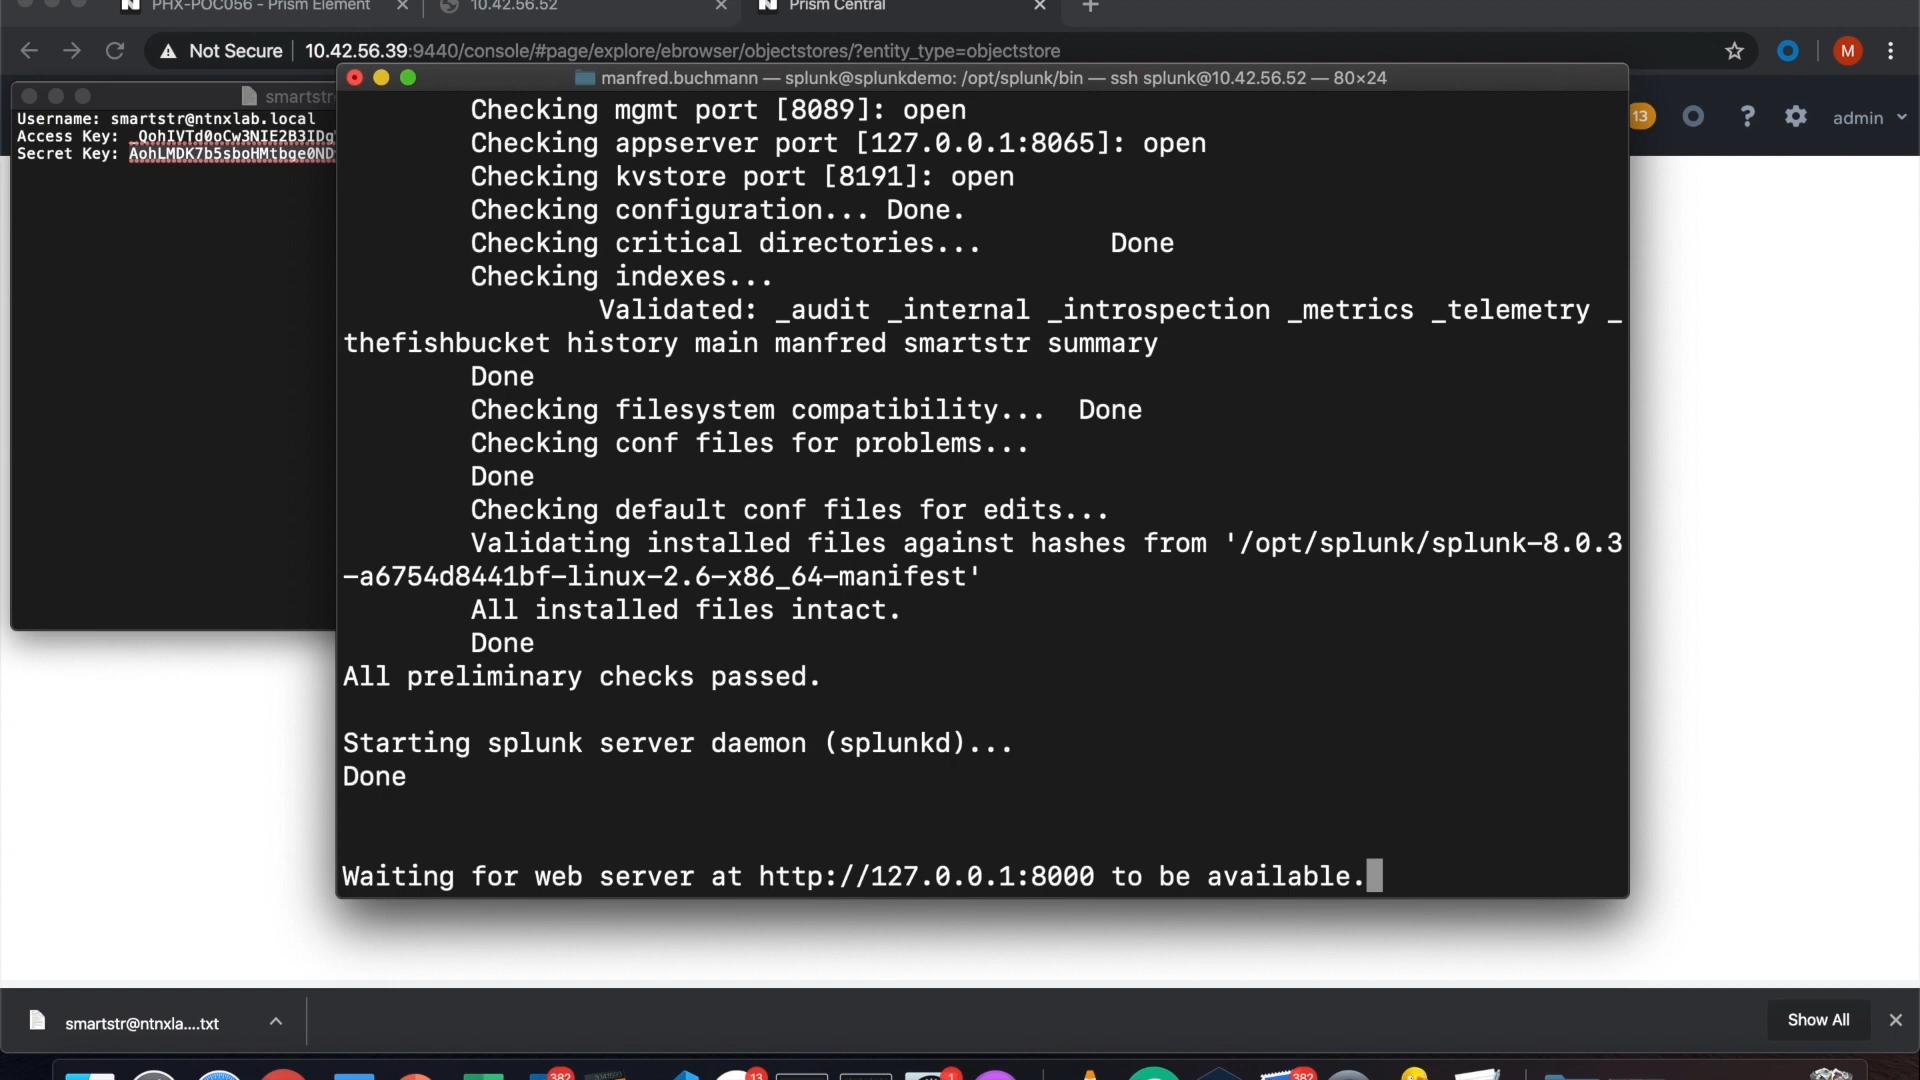 PHX-POC056 - Prism Element
10.42.56.52
Prism Central
Not Secure
10.42.56.39:9440/console/#page/explore/ebrowser/objectstores/?entity_type=objectstore
M
smartstr
Username: smartstr@ntnxlab.local
Access Key: _QohIVTd0oCw3NIE2B3IDg
Secret Key: AohLMDK7b5sboHMtbge0ND
manfred.buchmann — splunk@splunkdemo: /opt/splunk/bin — ssh splunk@10.42.56.52 — 80×24
13
?
admin
Checking mgmt port [8089]: open
Checking appserver port [127.0.0.1:8065]: open
Checking kvstore port [8191]: open
Checking configuration... Done.
Checking critical directories... Done
Checking indexes...
Validated: _audit _internal _introspection _metrics _telemetry _
thefishbucket history main manfred smartstr summary
Done
Checking filesystem compatibility... Done
Checking conf files for problems...
Done
Checking default conf files for edits...
Validating installed files against hashes from '/opt/splunk/splunk-8.0.3
-a6754d8441bf-linux-2.6-x86_64-manifest'
All installed files intact.
Done
All preliminary checks passed.
Starting splunk server daemon (splunkd)...
Done
Waiting for web server at http://127.0.0.1:8000 to be available.
smartstr@ntnxla....txt
Show All
382
13
1
382